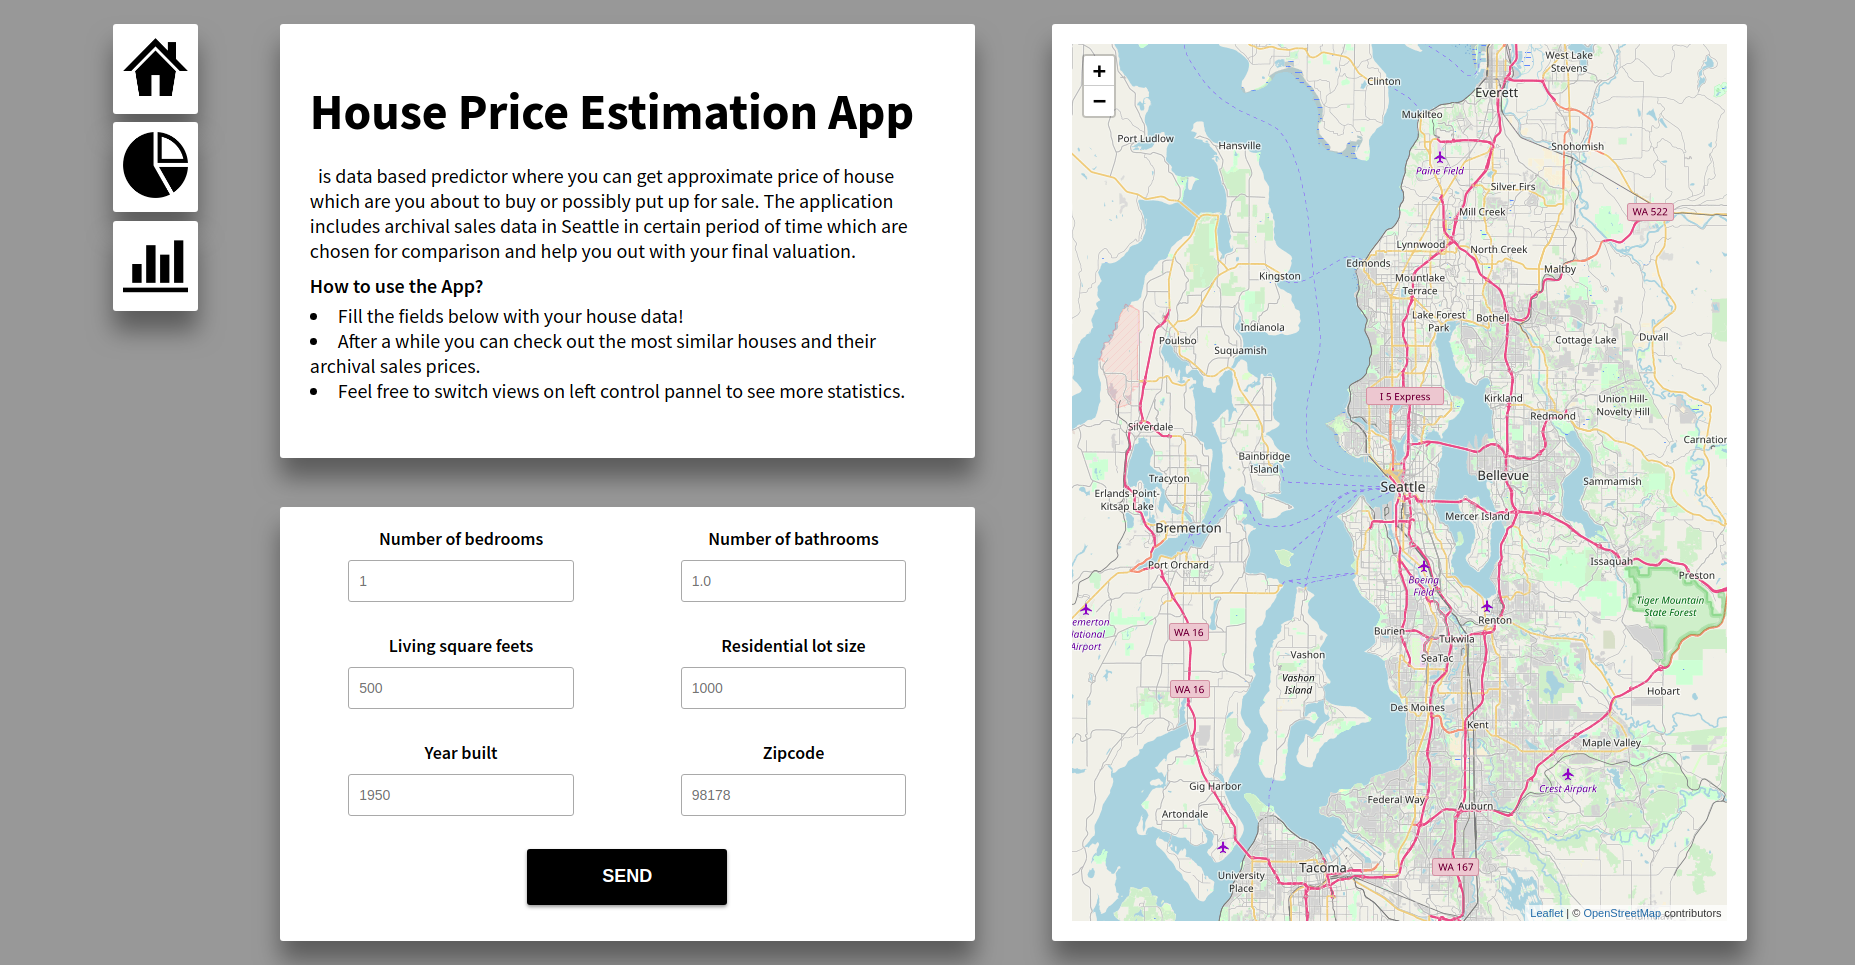 House Price Estimation App
is data based predictor where you can get approximate price of house
which are you about to buy or possibly put up for sale. The application
includes archival sales data in Seattle in certain period of time which are
chosen for comparison and help you out with your final valuation.
How to use the App?
• Fill the fields below with your house data!
• After a while you can check out the most similar houses and their
archival sales prices.
• Feel free to switch views on left control pannel to see more statistics.
Number of bedrooms
1
Number of bathrooms
1.0
Living square feets
500
Residential lot size
1000
Year built
1950
Zipcode
98178
SEND
+
−
West Lake
Stevens
Clinton
Everett
Mukilteo
Port Ludlow
Hansville
Snohomish
Paine Field
Silver Firs
Mill Creek
WA 522
Lynnwood
North Creek
Edmonds
Maltby
Kingston
Mountlake
Terrace
Lake Forest
Park
Bothell
Indianola
Poulsbo
Suquamish
Cottage Lake
Duvall
I 5 Express
Kirkland
Union Hill-
Novelty Hill
Redmond
Silverdale
Carnation
Bainbridge
Island
Tracyton
Seattle
Bellevue
Sammamish
Erlands Point-
Kitsap Lake
Mercer Island
Bremerton
Port Orchard
Issaquah
Preston
Boeing
Field
Tiger Mountain
State Forest
emerton
National
Airport
Renton
WA 16
Burien
Tukwila
SeaTac
Vashon
Vashon
Island
WA 16
Hobart
Des Moines
Kent
Maple Valley
Crest Airpark
Gig Harbor
Federal Way
Auburn
Artondale
Tacoma
WA 167
University
Place
Leaflet | © OpenStreetMap contributors